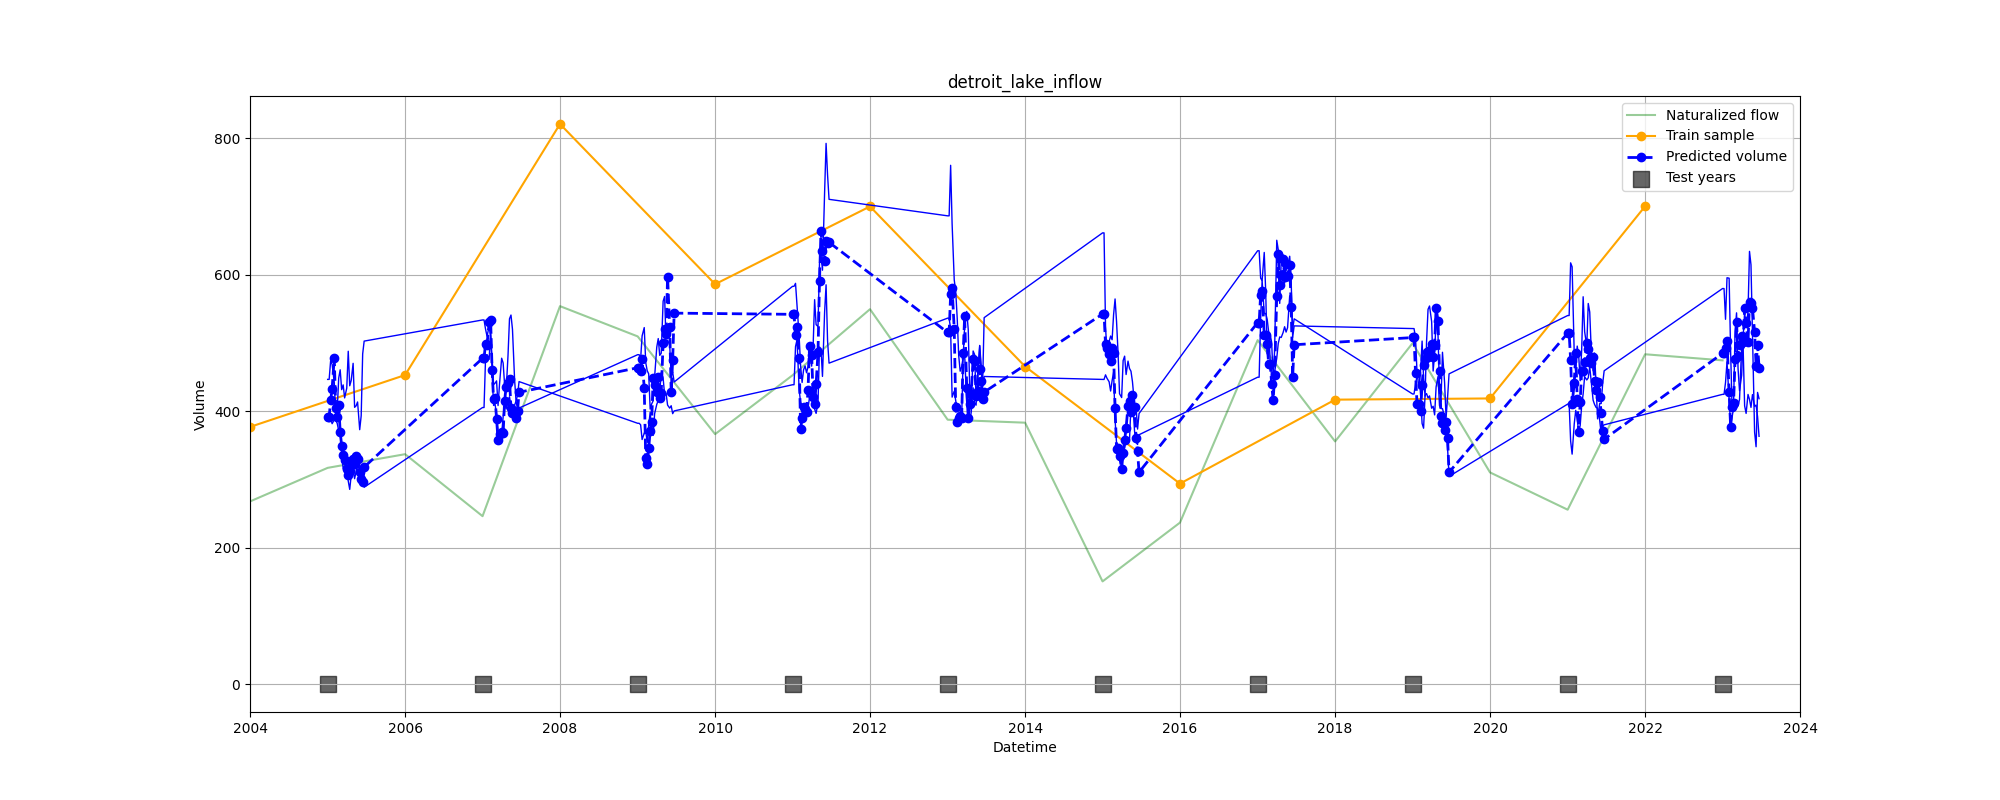 detroit_lake_inflow
Naturalized flow
Train sample
Predicted volume
Test years
Volume
800
600
400
200
0
2004 2006 2008 2010 2012 2014 2016 2018 2020 2022 2024
Datetime